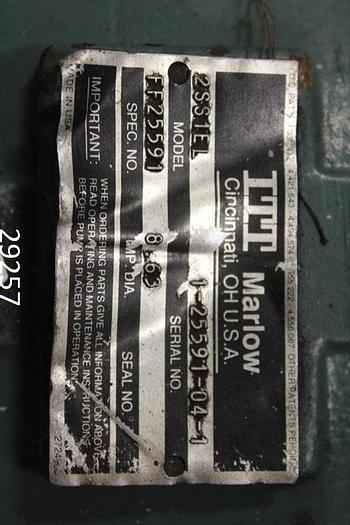 ITT Marlow
Cincinnati, OH U.S.A.
2SS1EL 1-25591-04-1
MODEL SERIAL NO.
FF25591 8.63
SPEC. NO. IMP. DIA. SEAL NO.
IMPORTANT: WHEN ORDERING PARTS GIVE ALL INFORMATION ABOVE.
READ OPERATING AND MAINTENANCE INSTRUCTIONS
BEFORE PUMP IS PLACED IN OPERATION.
MADE IN USA
29257